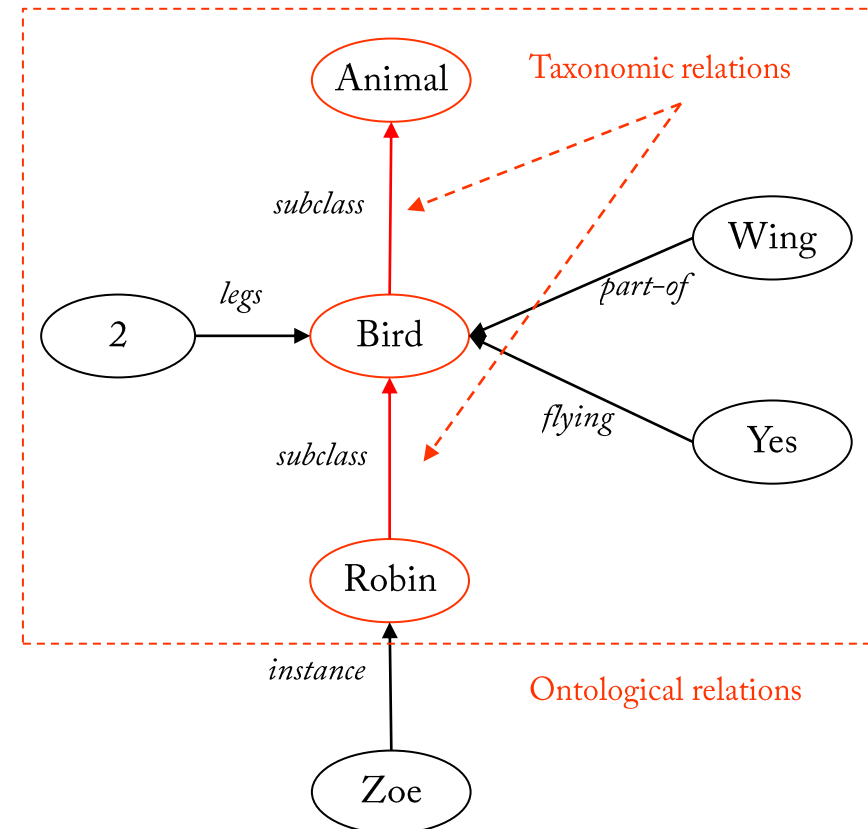 Animal
Taxonomic relations
subclass
Wing
part-of
legs
2
Bird
flying
Yes
subclass
Robin
instance
Ontological relations
Zoe